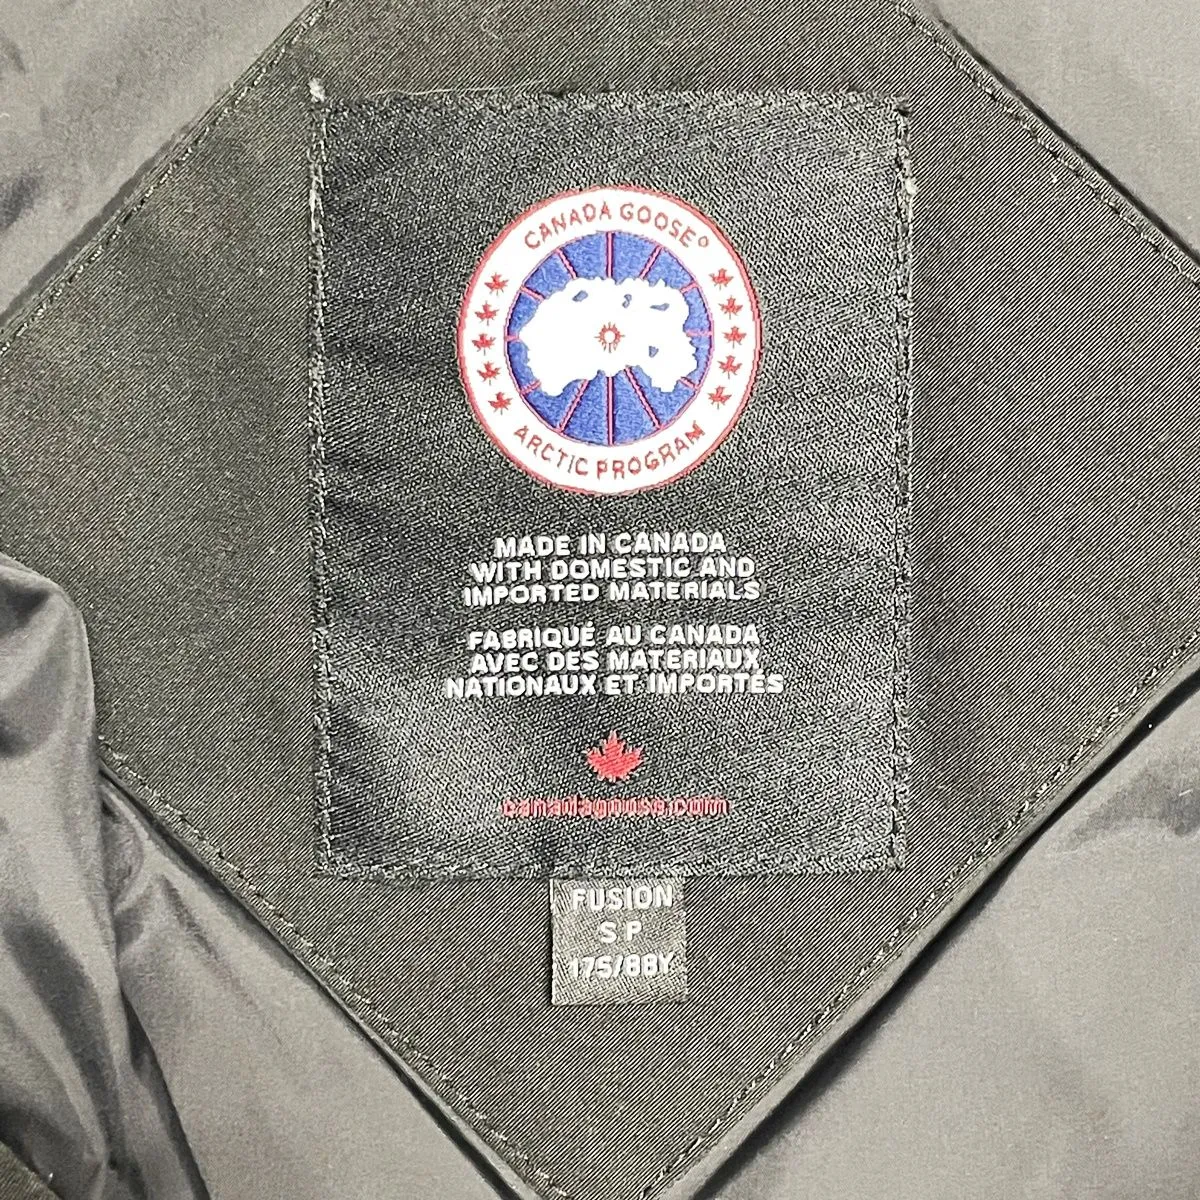 CANADA GOOSE
ARCTIC PROGRAM
MADE IN CANADA
WITH DOMESTIC AND
IMPORTED MATERIALS
FABRIQUÉ AU CANADA
AVEC DES MATERIAUX
NATIONAUX ET IMPORTÉS
canadagoose.com
FUSION
S P
175/88Y